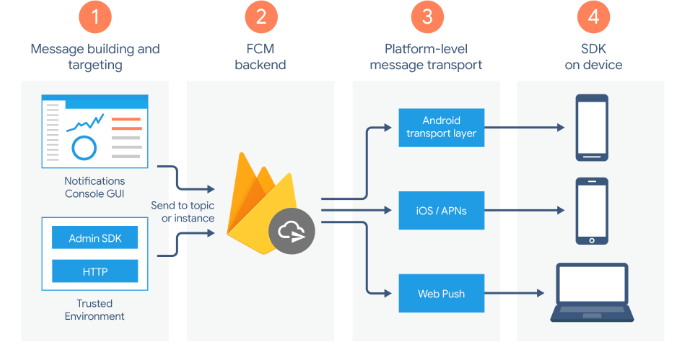 1
Message building and
targeting
2
FCM
backend
3
Platform-level
message transport
4
SDK
on device
Notifications
Console GUI
Admin SDK
HTTP
Trusted
Environment
Send to topic
or instance
Android
transport layer
iOS / APNs
Web Push